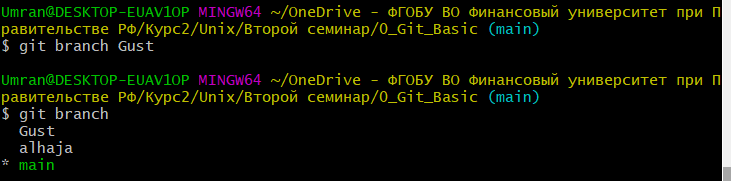 Umran@DESKTOP-EUAV1OP MINGW64 ~/OneDrive - ФГОБУ ВО Финансовый университет при П
равительстве РФ/Курс2/Unix/Второй семинар/O_Git_Basic (main)
$ git branch Gust
Umran@DESKTOP-EUAV1OP MINGW64 ~/OneDrive - ФГОБУ ВО Финансовый университет при П
равительстве РФ/Курс2/Unix/Второй семинар/O_Git_Basic (main)
$ git branch
Gust
alhaja
* main